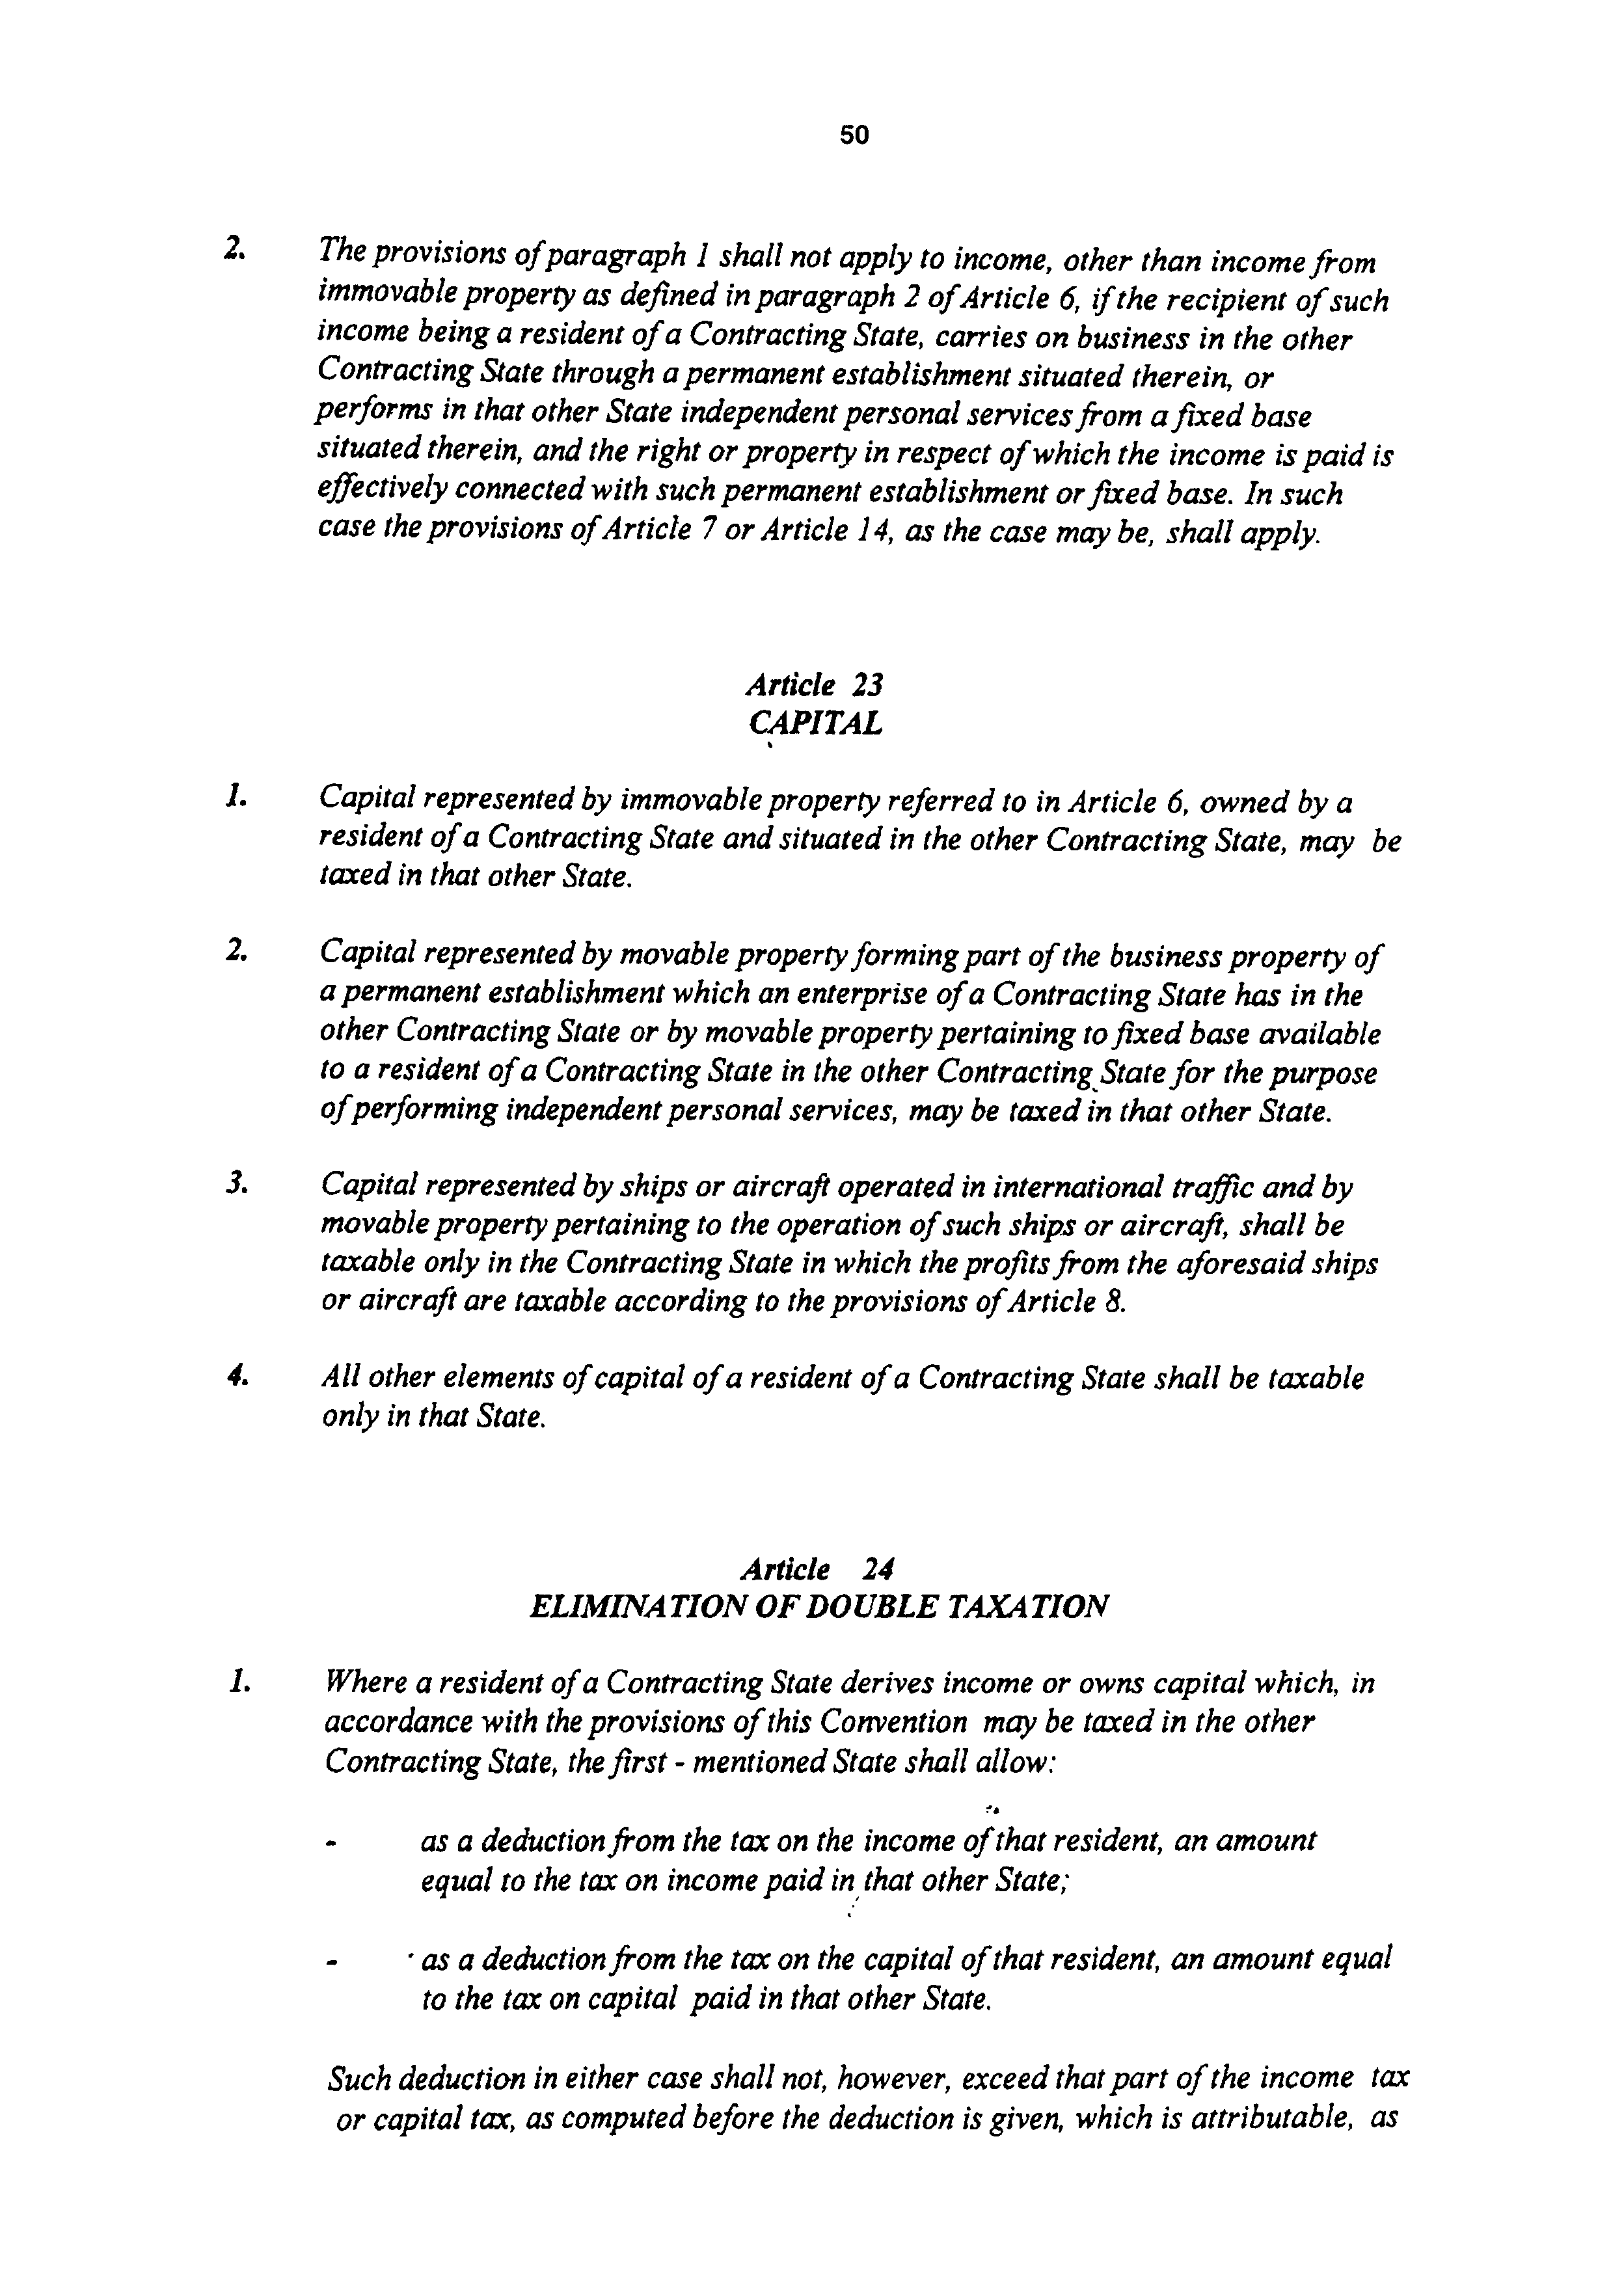 50
2. The provisions of paragraph 1 shall not apply to income, other than income from
immovable property as defined in paragraph 2 of Article 6, if the recipient of such
income being a resident of a Contracting State, carries on business in the other
Contracting State through a permanent establishment situated therein, or
performs in that other State independent personal services from a fixed base
situated therein, and the right or property in respect of which the income is paid is
effectively connected with such permanent establishment or fixed base. In such
case the provisions of Article 7 or Article 14, as the case may be, shall apply.
Article 23
CAPITAL
1. Capital represented by immovable property referred to in Article 6, owned by a
resident of a Contracting State and situated in the other Contracting State, may be
taxed in that other State.
2. Capital represented by movable property forming part of the business property of
a permanent establishment which an enterprise of a Contracting State has in the
other Contracting State or by movable property pertaining to fixed base available
to a resident of a Contracting State in the other Contracting State for the purpose
of performing independent personal services, may be taxed in that other State.
3. Capital represented by ships or aircraft operated in international traffic and by
movable property pertaining to the operation of such ships or aircraft, shall be
taxable only in the Contracting State in which the profits from the aforesaid ships
or aircraft are taxable according to the provisions of Article 8.
4. All other elements of capital of a resident of a Contracting State shall be taxable
only in that State.
Article 24
ELIMINATION OF DOUBLE TAXATION
1. Where a resident of a Contracting State derives income or owns capital which, in
accordance with the provisions of this Convention may be taxed in the other
Contracting State, the first - mentioned State shall allow:
- as a deduction from the tax on the income of that resident, an amount
equal to the tax on income paid in that other State;
- as a deduction from the tax on the capital of that resident, an amount equal
to the tax on capital paid in that other State.
Such deduction in either case shall not, however, exceed that part of the income tax
or capital tax, as computed before the deduction is given, which is attributable, as